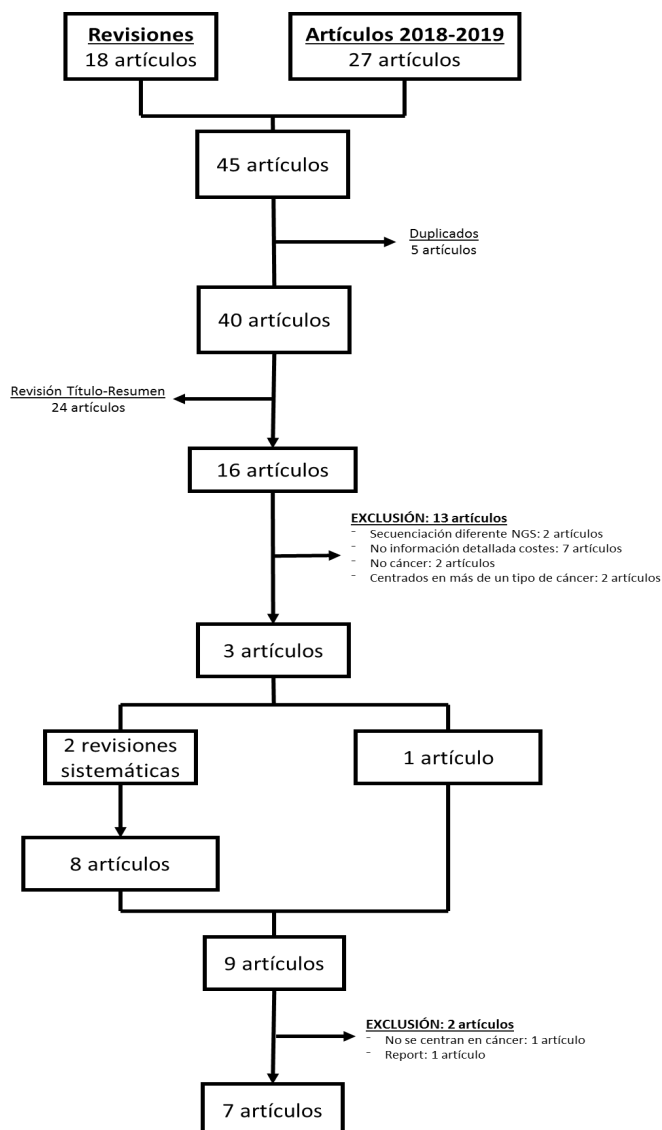 Revisiones
18 artículos
Artículos 2018-2019
27 artículos
45 artículos
Duplicados
5 artículos
40 artículos
Revisión Título-Resumen
24 artículos
16 artículos
EXCLUSIÓN: 13 artículos
- Secuenciación diferente NGS: 2 artículos
- No información detallada costes: 7 artículos
- No cáncer: 2 artículos
- Centrados en más de un tipo de cáncer: 2 artículos
3 artículos
2 revisiones
sistemáticas
1 artículo
8 artículos
9 artículos
EXCLUSIÓN: 2 artículos
- No se centran en cáncer: 1 artículo
- Report: 1 artículo
7 artículos